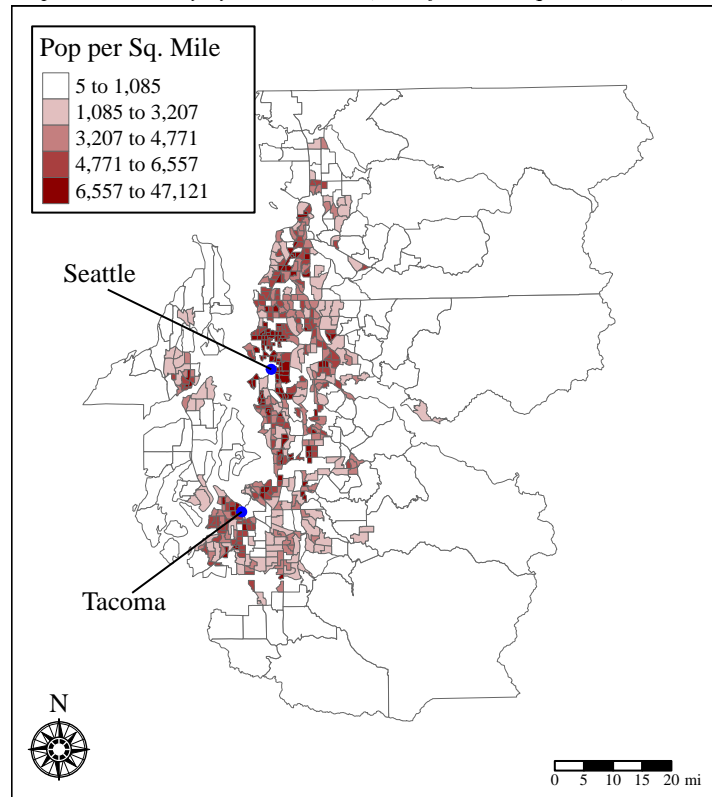 Pop per Sq. Mile
5 to 1,085
1,085 to 3,207
3,207 to 4,771
4,771 to 6,557
6,557 to 47,121
Seattle
Tacoma
N
0 5 10 15 20 mi